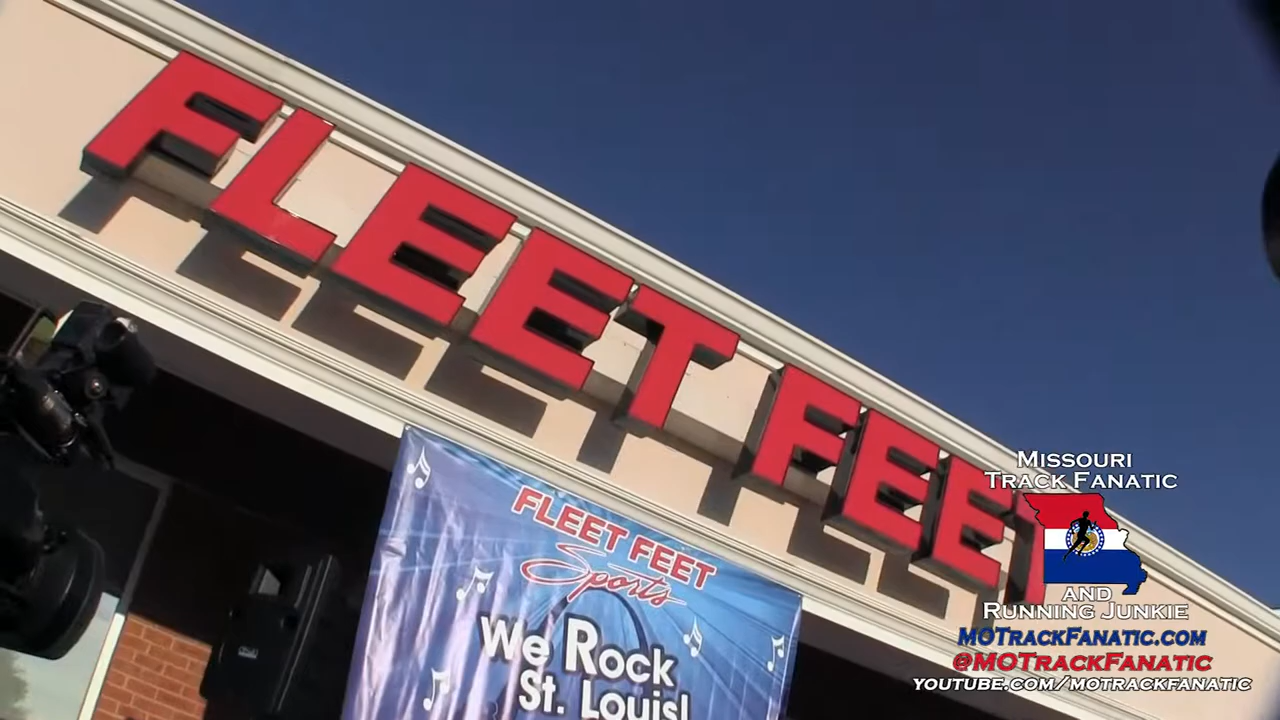 FLEET FEET
FLEET FEET
Sports
We Rock
St. Louis!
MISSOURI
TRACK FANATIC
AND
RUNNING JUNKIE
MOTRACKFANATIC.COM
@MOTRACKFANATIC
YOUTUBE.COM/MOTRACKFANATIC